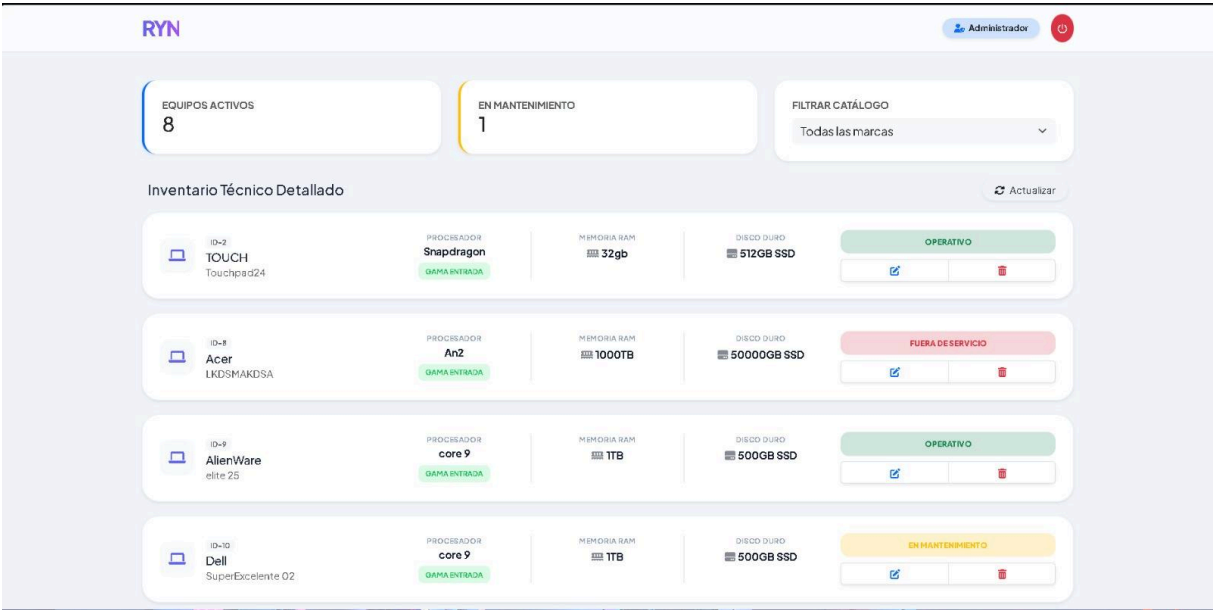 RYN
Administrador
EQUIPOS ACTIVOS
8
EN MANTENIMIENTO
1
FILTRAR CATÁLOGO
Todas las marcas
Inventario Técnico Detallado
Actualizar
ID-2
TOUCH
Touchpad24
PROCESADOR
Snapdragon
GAMA ENTRADA
MEMORIA RAM
32gb
DISCO DURO
512GB SSD
OPERATIVO
ID-8
Acer
LKDSMAKDSA
PROCESADOR
An2
GAMA ENTRADA
MEMORIA RAM
1000TB
DISCO DURO
50000GB SSD
FUERA DE SERVICIO
ID-9
AlienWare
elite 25
PROCESADOR
core 9
GAMA ENTRADA
MEMORIA RAM
1TB
DISCO DURO
500GB SSD
OPERATIVO
ID-10
Dell
SuperExcelente 02
PROCESADOR
core 9
GAMA ENTRADA
MEMORIA RAM
1TB
DISCO DURO
500GB SSD
EN MANTENIMIENTO